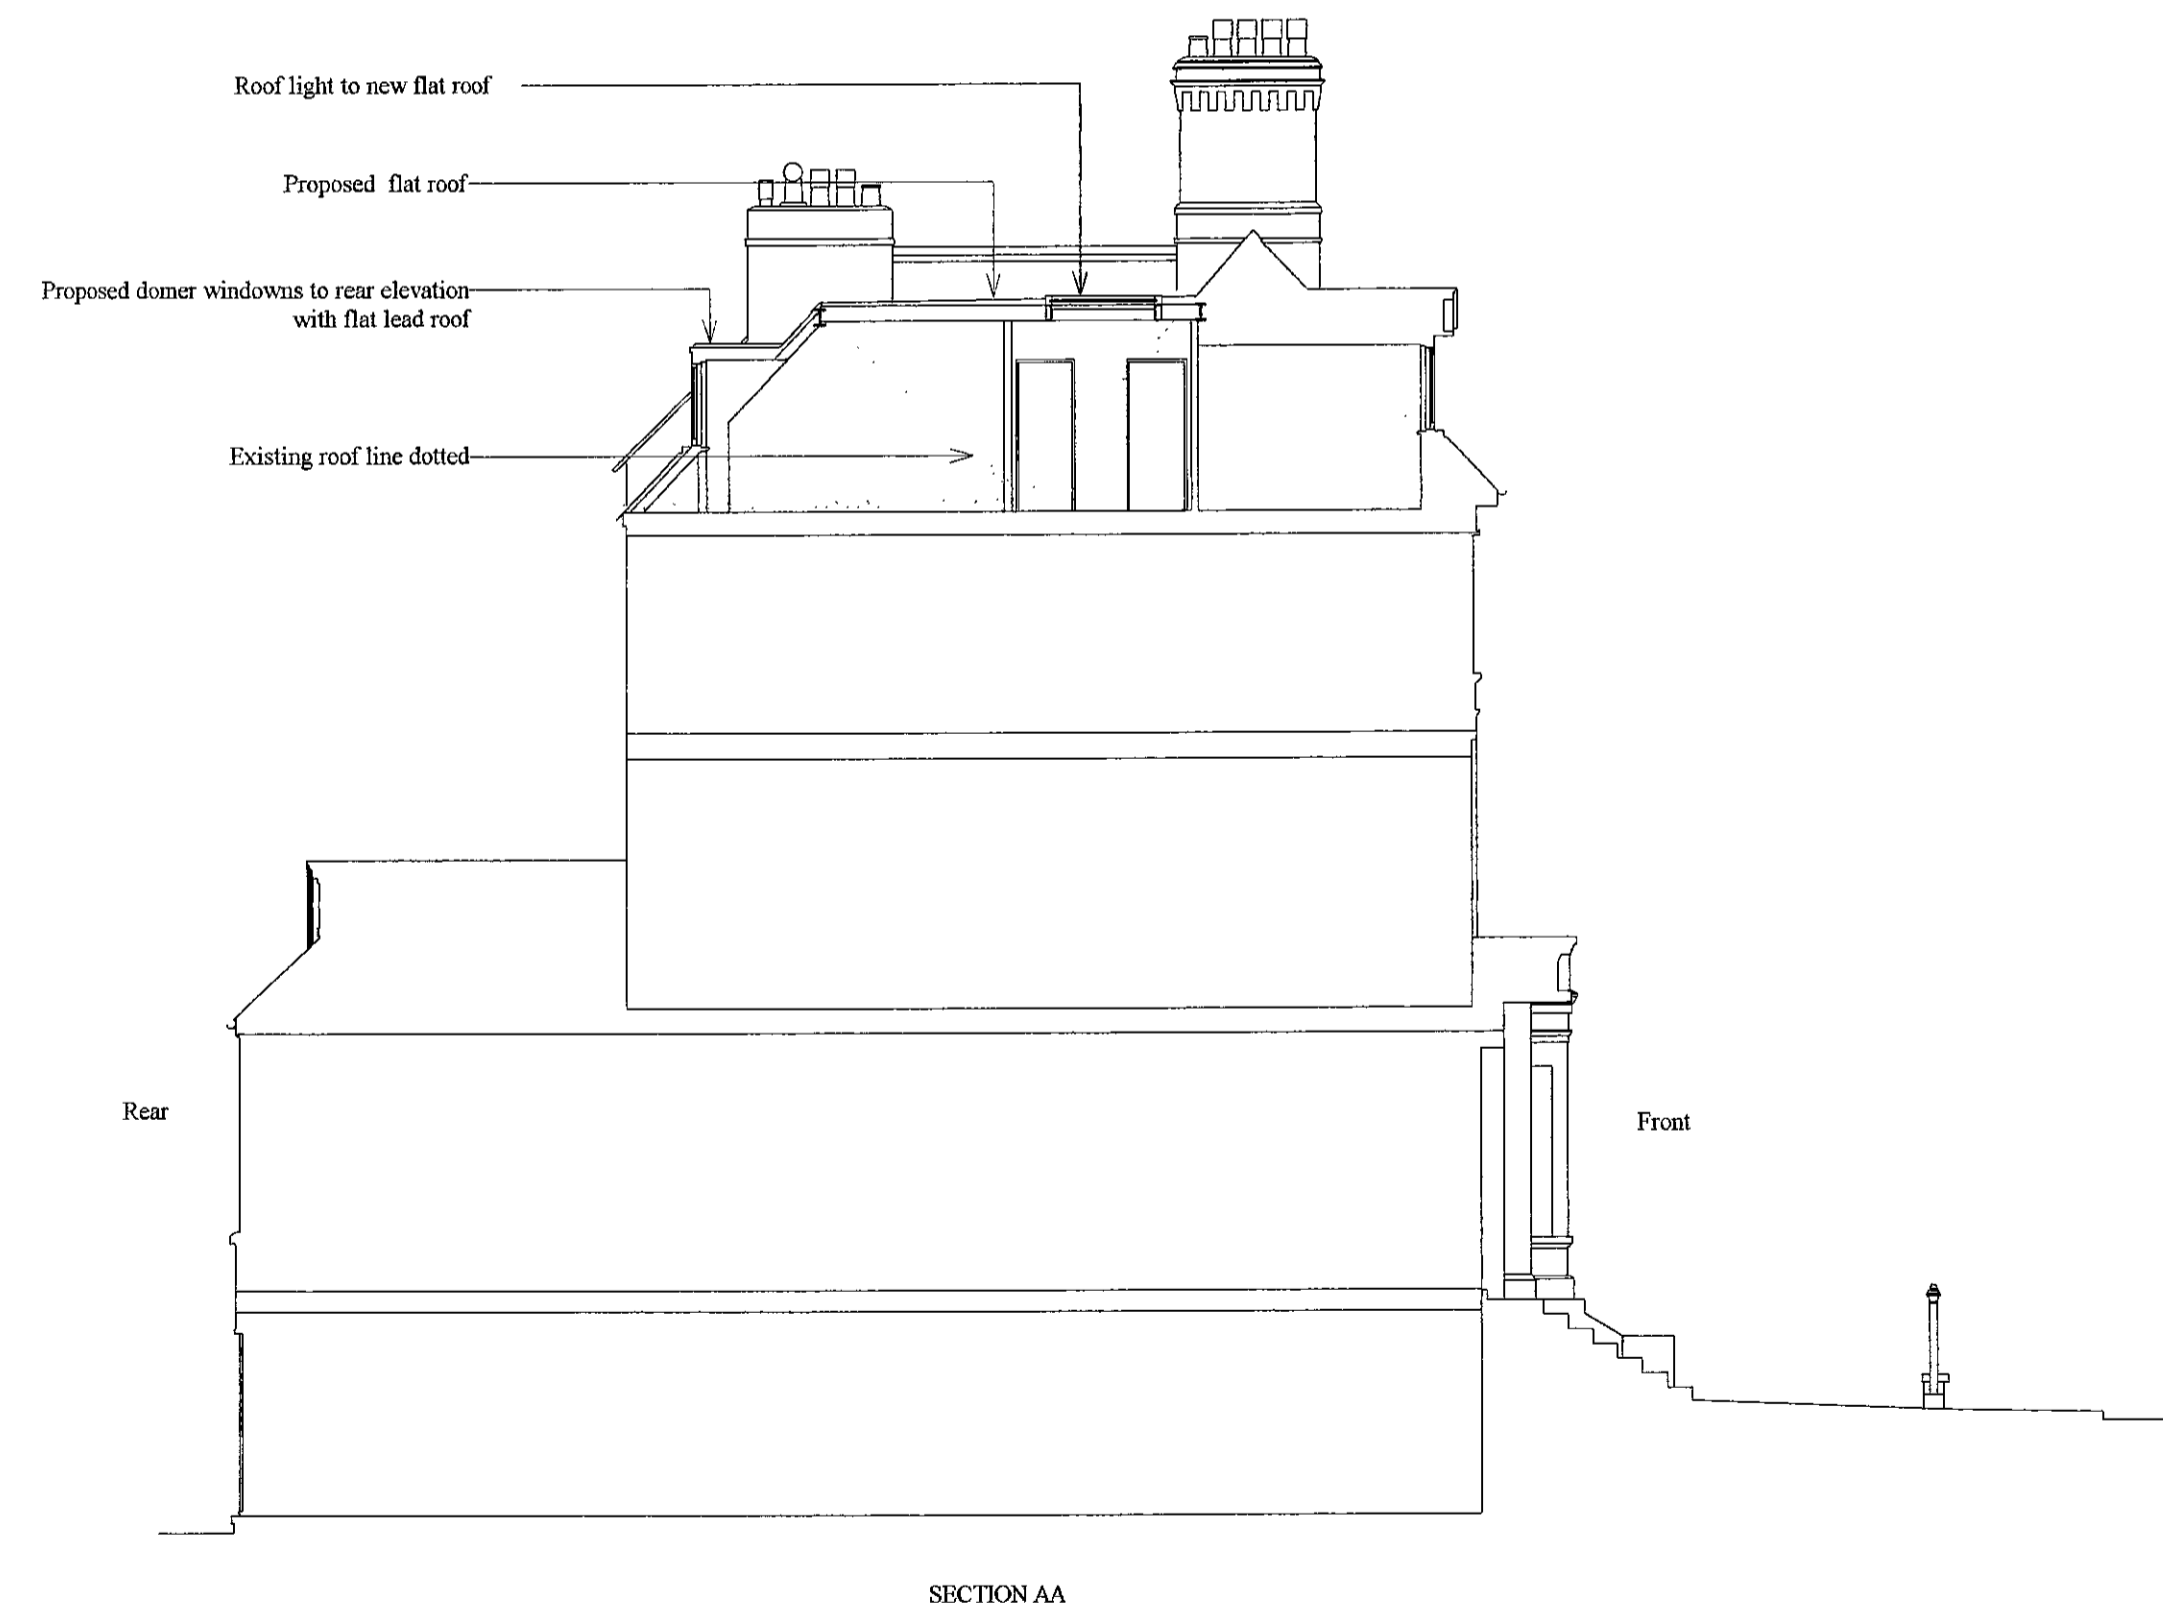 Roof light to new flat roof
Proposed flat roof
Proposed domer windowns to rear elevation
with flat lead roof
Existing roof line dotted
Rear
Front
SECTION AA